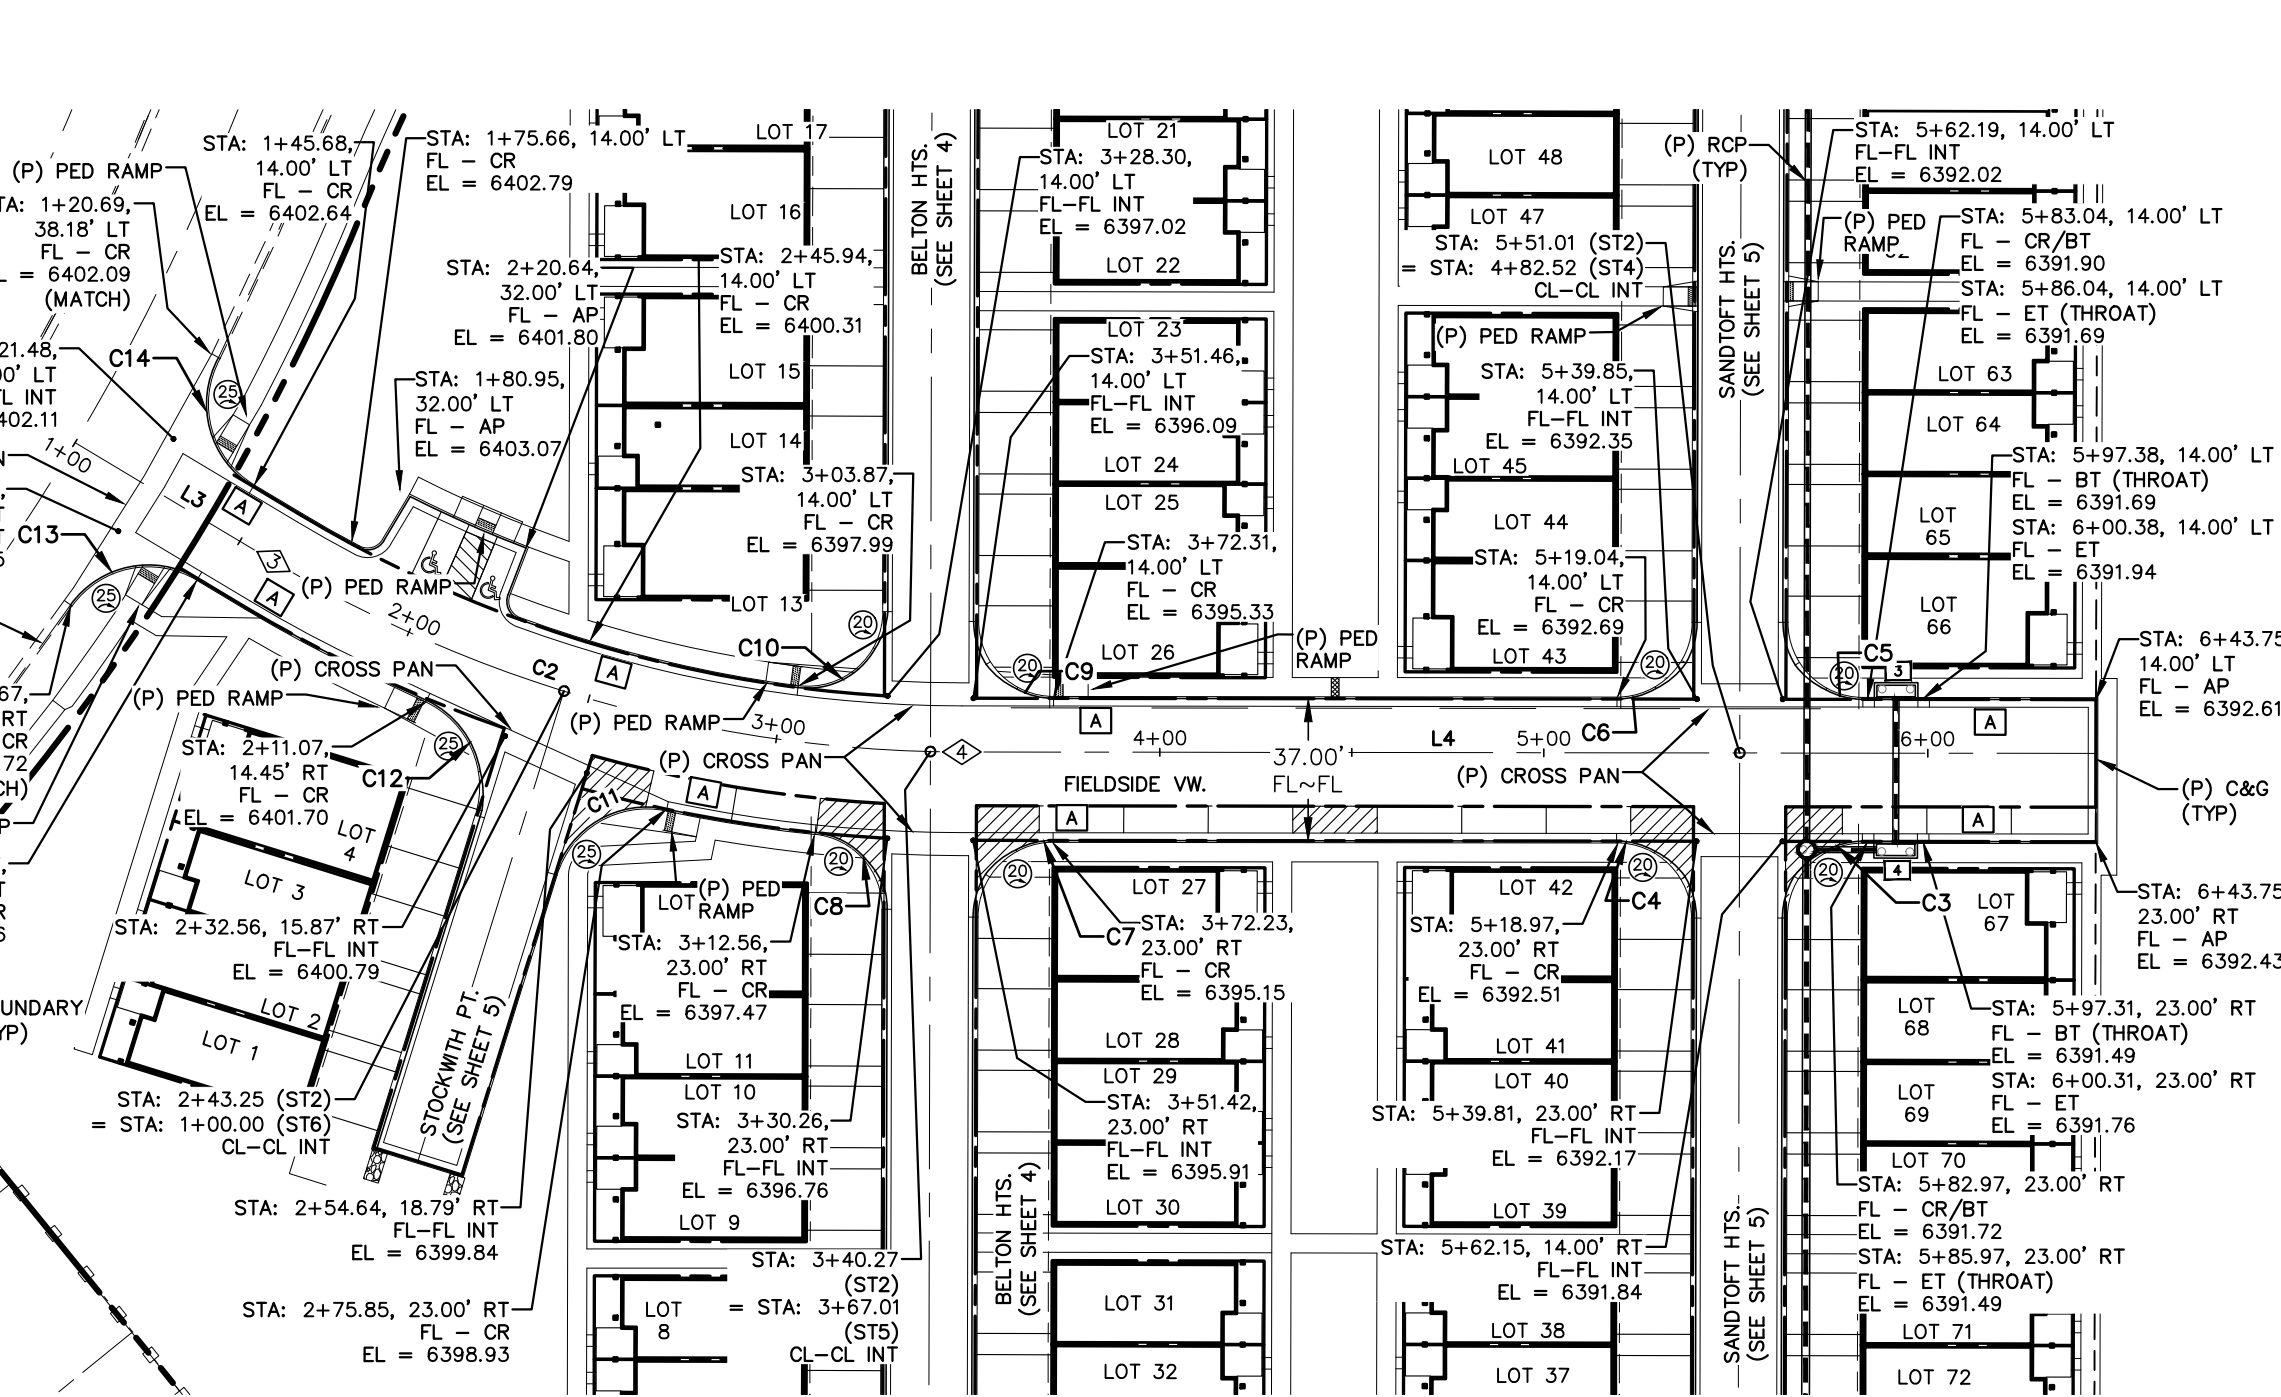 STA: 1+45.68,
14.00' LT
FL - CR
EL = 6402.64
(P) PED RAMP
TA: 1+20.69,
38.18' LT
FL - CR
L = 6402.09
(MATCH)
21.48,
00' LT
FL INT
402.11
C14
25
1+00
L3
A
C13
25
3
A
STA: 1+75.66, 14.00' LT
FL - CR
EL = 6402.79
STA: 2+20.64,
32.00' LT
FL - AP
EL = 6401.80
STA: 1+80.95,
32.00' LT
FL - AP
EL = 6403.07
(P) PED RAMP
2+00
LOT 17
LOT 16
STA: 2+45.94,
14.00' LT
FL - CR
EL = 6400.31
LOT 15
LOT 14
STA: 3+03.87,
14.00' LT
FL - CR
EL = 6397.99
LOT 13
20
C10
A
C2
BELTON HTS.
(SEE SHEET 4)
LOT 21
STA: 3+28.30,
14.00' LT
FL-FL INT
EL = 6397.02
LOT 22
LOT 23
STA: 3+51.46,
14.00' LT
FL-FL INT
EL = 6396.09
LOT 24
LOT 25
STA: 3+72.31,
14.00' LT
FL - CR
EL = 6395.33
LOT 26
(P) PED
RAMP
20
C9
A
LOT 48
LOT 47
STA: 5+51.01 (ST2)
= STA: 4+82.52 (ST4)
CL-CL INT
(P) PED RAMP
STA: 5+39.85,
14.00' LT
FL-FL INT
EL = 6392.35
LOT 45
LOT 44
STA: 5+19.04,
14.00' LT
FL - CR
EL = 6392.69
LOT 43
20
C6
(P) RCP
(TYP)
SANDTOFT HTS.
(SEE SHEET 5)
STA: 5+62.19, 14.00' LT
FL-FL INT
EL = 6392.02
(P) PED
RAMP
STA: 5+83.04, 14.00' LT
FL - CR/BT
EL = 6391.90
STA: 5+86.04, 14.00' LT
FL - ET (THROAT)
EL = 6391.69
LOT 63
LOT 64
STA: 5+97.38, 14.00' LT
FL - BT (THROAT)
EL = 6391.69
STA: 6+00.38, 14.00' LT
FL - ET
EL = 6391.94
LOT
65
LOT
66
C5
20
3
A
STA: 6+43.75
14.00' LT
FL - AP
EL = 6392.61
(P) CROSS PAN
(P) PED RAMP
(P) PED RAMP
3+00
(P) CROSS PAN
4
4+00
37.00'
FL~FL
L4
5+00
(P) CROSS PAN
6+00
FIELDSIDE VW.
(P) C&G
(TYP)
67,
RT
CR
72
CH)
STA: 2+11.07,
14.45' RT
FL - CR
EL = 6401.70
25
C12
C11
A
A
A
25
20
20
20
20
4
LOT
4
LOT 3
STA: 2+32.56, 15.87' RT
FL-FL INT
EL = 6400.79
LOT 2
LOT 1
UNDARY
YP)
STOCKWITH PT.
(SEE SHEET 5)
STA: 2+43.25 (ST2)
= STA: 1+00.00 (ST6)
CL-CL INT
STA: 2+54.64, 18.79' RT
FL-FL INT
EL = 6399.84
STA: 2+75.85, 23.00' RT
FL - CR
EL = 6398.93
LOT
(P) PED
RAMP
C8
STA: 3+12.56,
23.00' RT
FL - CR
EL = 6397.47
LOT 11
LOT 10
STA: 3+30.26,
23.00' RT
FL-FL INT
EL = 6396.76
LOT 9
STA: 3+40.27
(ST2)
= STA: 3+67.01
(ST5)
CL-CL INT
LOT
8
LOT 27
C7
STA: 3+72.23,
23.00' RT
FL - CR
EL = 6395.15
LOT 28
LOT 29
STA: 3+51.42,
23.00' RT
FL-FL INT
EL = 6395.91
LOT 30
BELTON HTS.
(SEE SHEET 4)
LOT 31
LOT 32
LOT 42
C4
STA: 5+18.97,
23.00' RT
FL - CR
EL = 6392.51
LOT 41
LOT 40
STA: 5+39.81, 23.00' RT
FL-FL INT
EL = 6392.17
LOT 39
STA: 5+62.15, 14.00' RT
FL-FL INT
EL = 6391.84
LOT 38
LOT 37
SANDTOFT HTS.
(SEE SHEET 5)
C3
LOT
67
STA: 6+43.75
23.00' RT
FL - AP
EL = 6392.43
STA: 5+97.31, 23.00' RT
FL - BT (THROAT)
EL = 6391.49
STA: 6+00.31, 23.00' RT
FL - ET
EL = 6391.76
LOT
68
LOT
69
LOT 70
STA: 5+82.97, 23.00' RT
FL - CR/BT
EL = 6391.72
STA: 5+85.97, 23.00' RT
FL - ET (THROAT)
EL = 6391.49
LOT 71
LOT 72